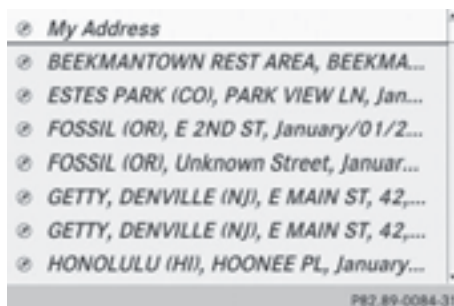 My Address
BEEKMANTOWN REST AREA, BEEKMA...
ESTES PARK (CO), PARK VIEW LN, Jan...
FOSSIL (OR), E 2ND ST, January/01/2...
FOSSIL (OR), Unknown Street, Januar...
GETTY, DENVILLE (NJ), E MAIN ST, 42,...
GETTY, DENVILLE (NJ), E MAIN ST, 42,...
HONOLULU (HI), HOONEE PL, January...
P82.89-0084-31